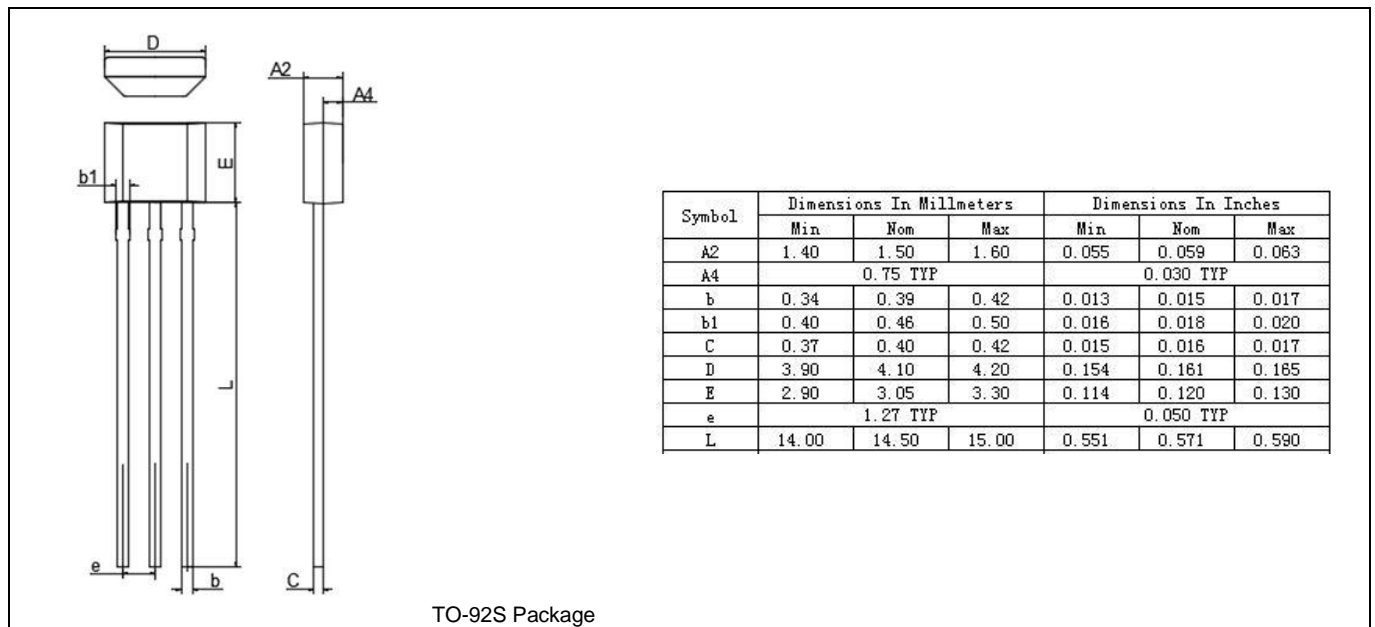 D
A2
A4
E
b1
L
e
b
C
TO-92S Package
Symbol Dimensions In Millmeters Dimensions In Inches
Min Nom Max Min Nom Max
A2 1.40 1.50 1.60 0.055 0.059 0.063
A4 0.75 TYP 0.030 TYP
b 0.34 0.39 0.42 0.013 0.015 0.017
b1 0.40 0.46 0.50 0.016 0.018 0.020
C 0.37 0.40 0.42 0.015 0.016 0.017
D 3.90 4.10 4.20 0.154 0.161 0.165
E 2.90 3.05 3.30 0.114 0.120 0.130
e 1.27 TYP 0.050 TYP
L 14.00 14.50 15.00 0.551 0.571 0.590